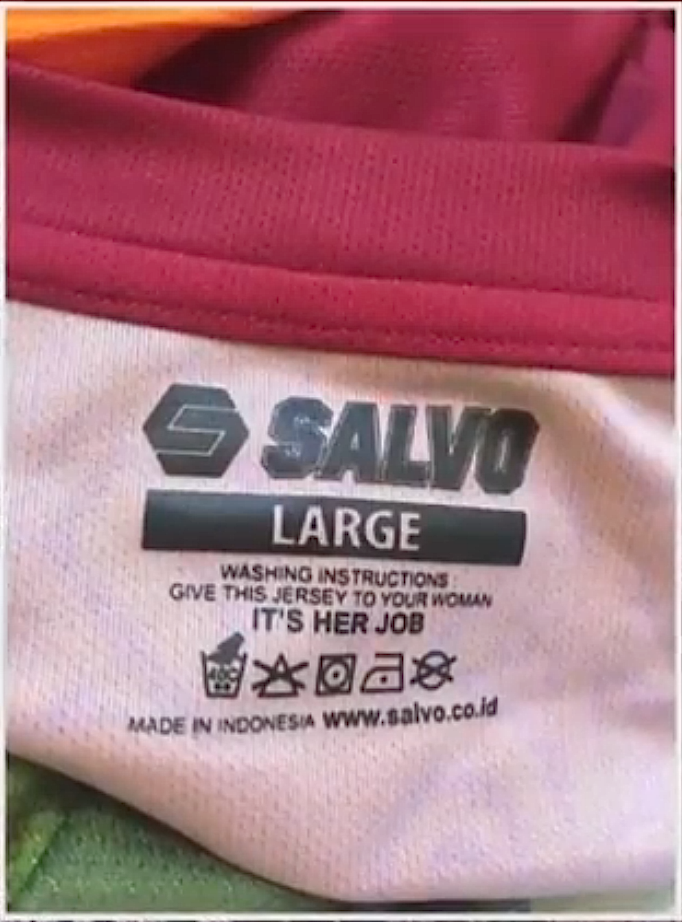 SALVO
LARGE
WASHING INSTRUCTIONS
GIVE THIS JERSEY TO YOUR WOMAN
IT'S HER JOB
MADE IN INDONESIA www.salvo.co.id